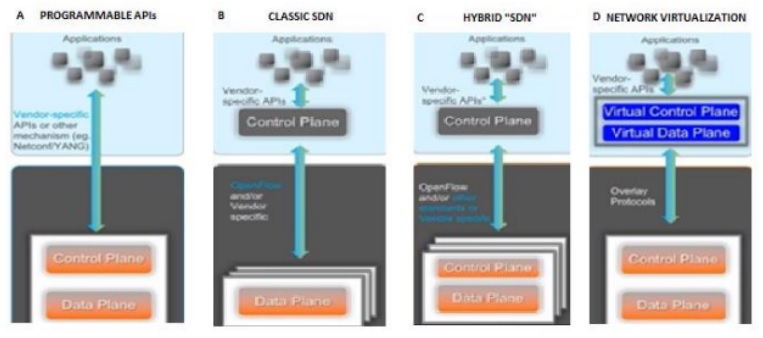 A PROGRAMMABLE APIs
Applications
Vendor-specific
APIs or other
mechanism (eg.
Netconf/YANG)
Control Plane
Data Plane
B CLASSIC SDN
Applications
Vendor-
specific APIs
Control Plane
OpenFlow
and/or
Vendor
specific
Data Plane
C HYBRID "SDN"
Applications
Vendor-
specific APIs"
Control Plane
OpenFlow
and/or other
standards or
Vendor specific
Control Plane
Data Plane
D NETWORK VIRTUALIZATION
Applications
Vendor-
specific APIs
Virtual Control Plane
Virtual Data Plane
Overlay
Protocols
Control Plane
Data Plane